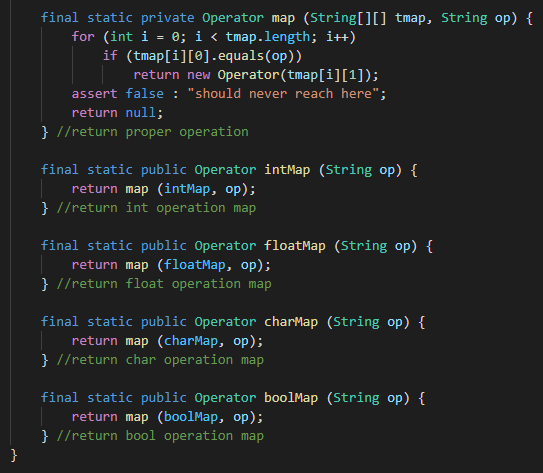 final static private Operator map (String[][] tmap, String op) {
for (int i = 0; i < tmap.length; i++)
if (tmap[i][0].equals(op))
return new Operator(tmap[i][1]);
assert false : "should never reach here";
return null;
} //return proper operation
final static public Operator intMap (String op) {
return map (intMap, op);
} //return int operation map
final static public Operator floatMap (String op) {
return map (floatMap, op);
} //return float operation map
final static public Operator charMap (String op) {
return map (charMap, op);
} //return char operation map
final static public Operator boolMap (String op) {
return map (boolMap, op);
} //return bool operation map
}